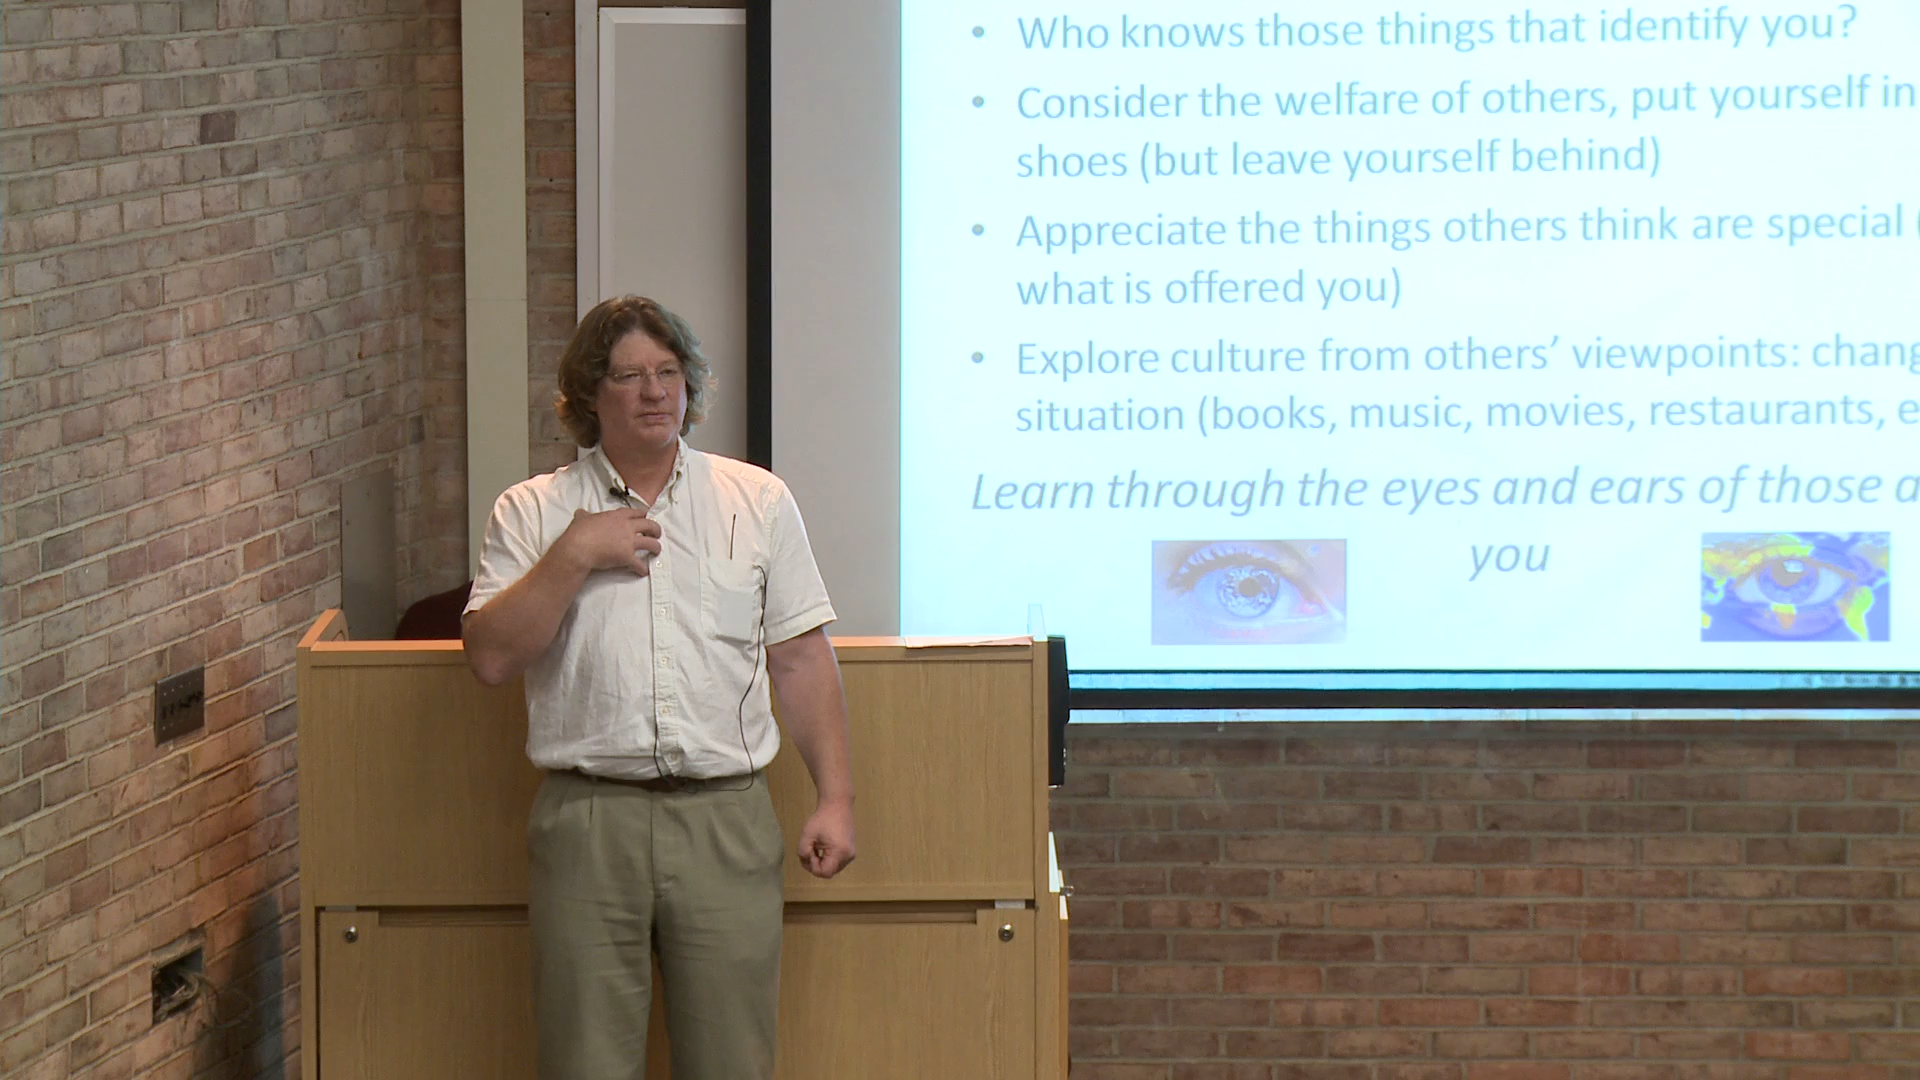 • Who knows those things that identify you?
• Consider the welfare of others, put yourself in
shoes (but leave yourself behind)
• Appreciate the things others think are special (
what is offered you)
• Explore culture from others’ viewpoints: chang
situation (books, music, movies, restaurants, e
Learn through the eyes and ears of those a
you